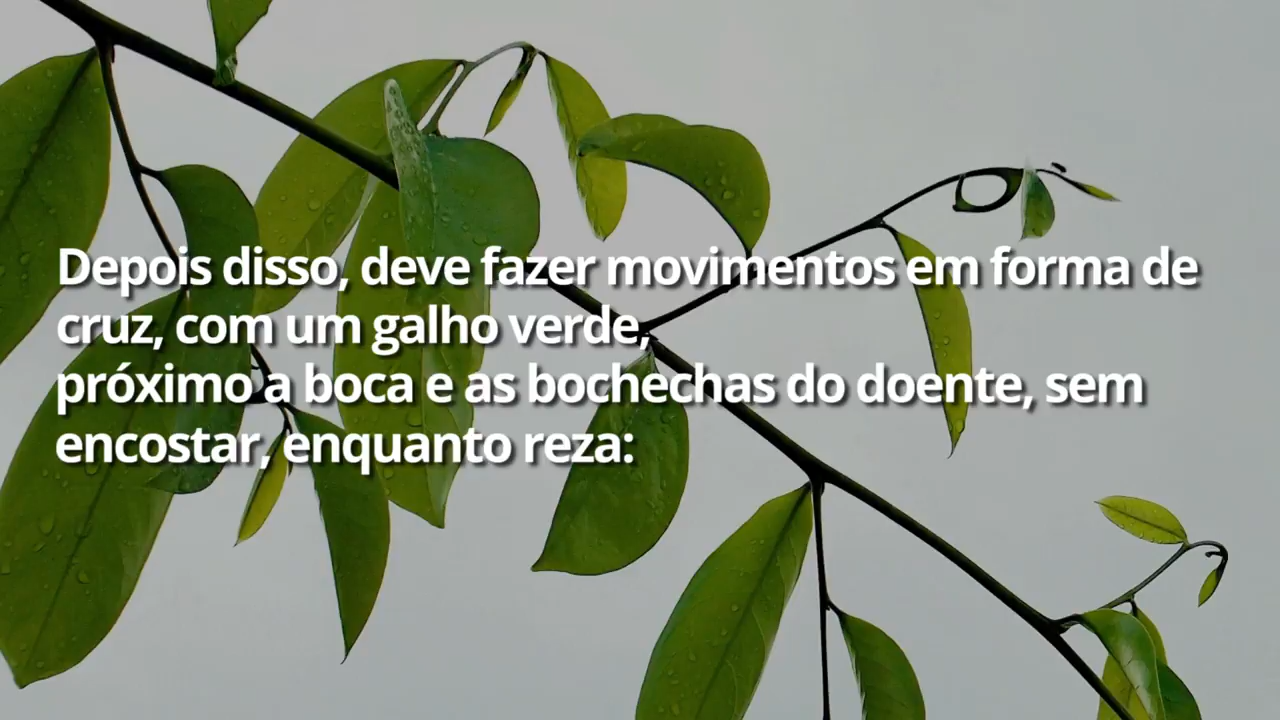 Depois disso, deve fazer movimentos em forma de
cruz, com um galho verde,
próximo a boca e as bochechas do doente, sem
encostar, enquanto reza: